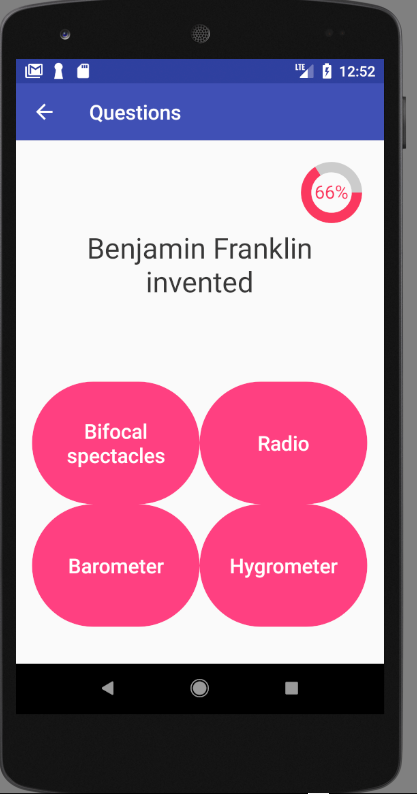 LTE 12:52
Questions
66%
Benjamin Franklin
invented
Bifocal
spectacles
Radio
Barometer
Hygrometer